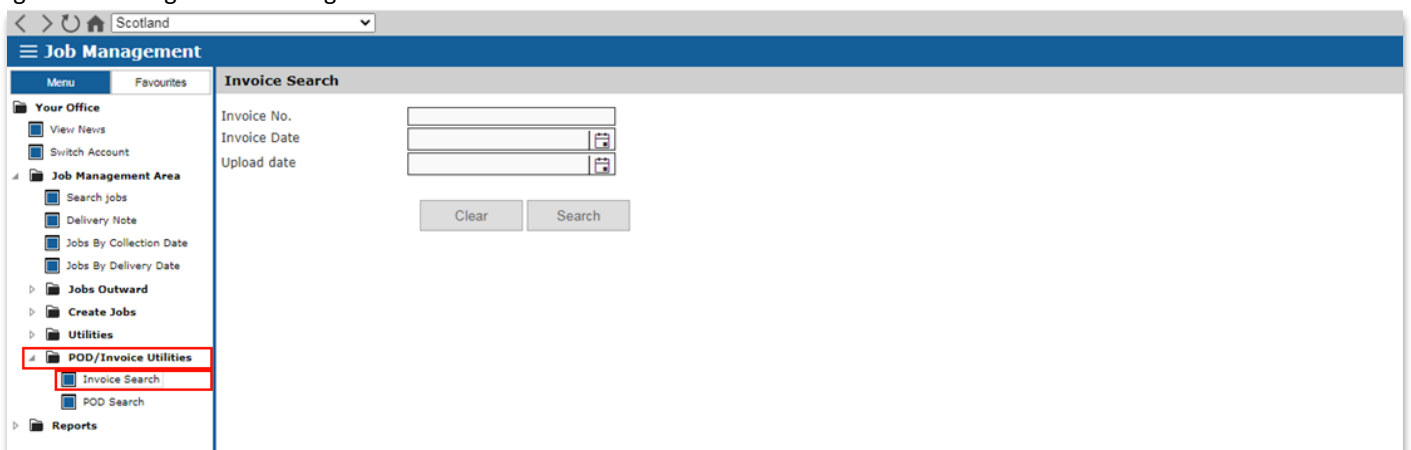 Scotland
Job Management
Menu Favourites
Invoice Search
Your Office
View News
Switch Account
Job Management Area
Search jobs
Delivery Note
Jobs By Collection Date
Jobs By Delivery Date
Jobs Outward
Create Jobs
Utilities
POD/Invoice Utilities
Invoice Search
POD Search
Reports
Invoice No.
Invoice Date
Upload date
Clear Search